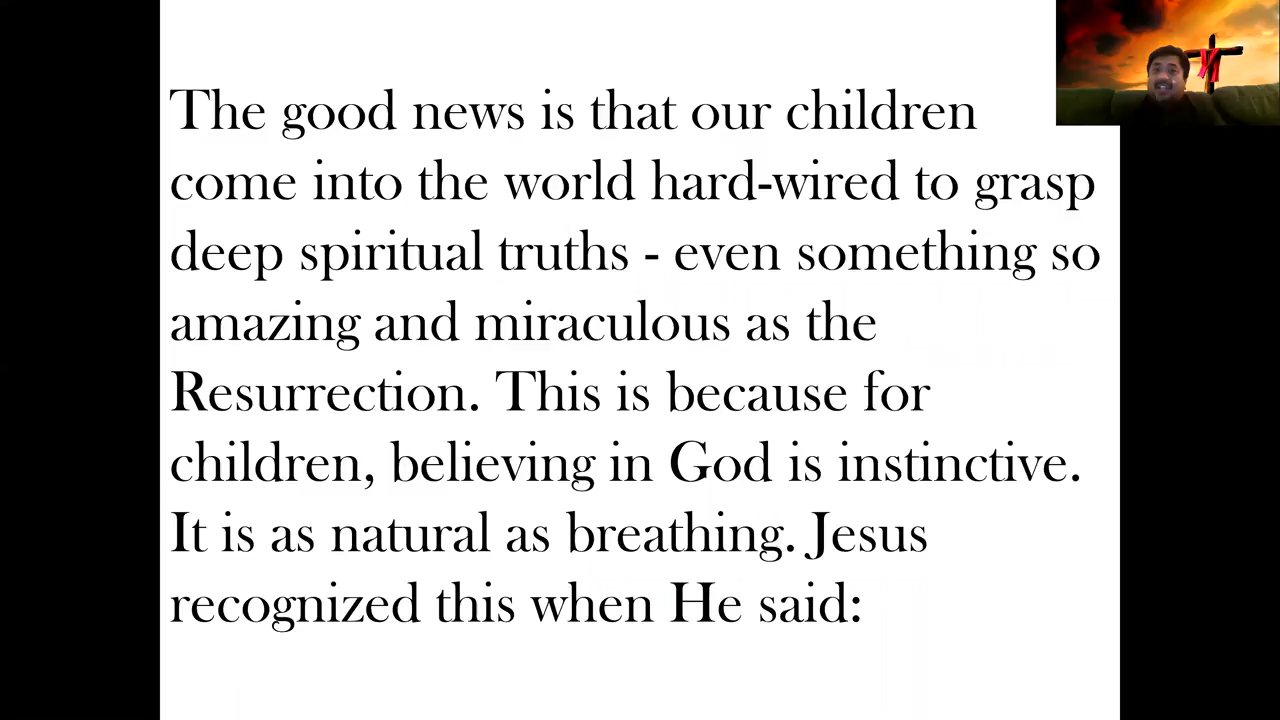 The good news is that our children
come into the world hard-wired to grasp
deep spiritual truths - even something so
amazing and miraculous as the
Resurrection. This is because for
children, believing in God is instinctive.
It is as natural as breathing. Jesus
recognized this when He said: